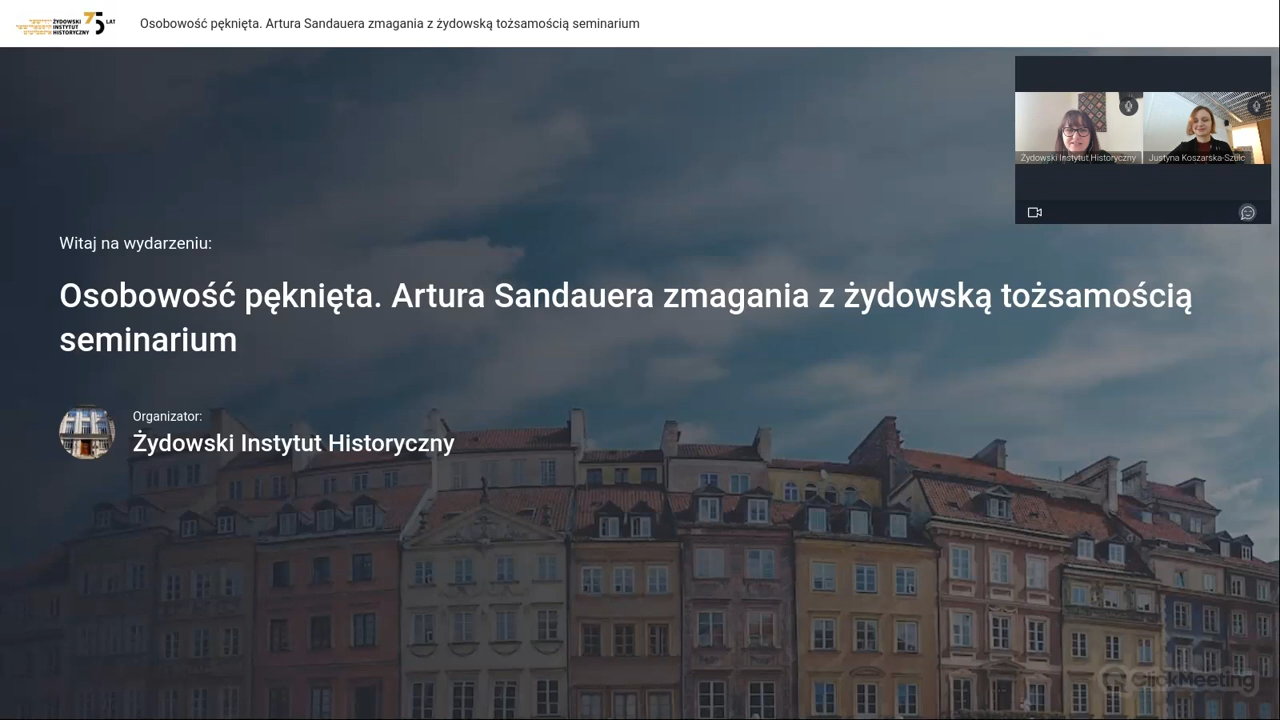 ŻYDOWSKI
INSTYTUT
HISTORYCZNY
75 LAT
Osobowość pęknięta. Artura Sandauera zmagania z żydowską tożsamością seminarium
Żydowski Instytut Historyczny
Justyna Koszarska-Szulc
Witaj na wydarzeniu:
Osobowość pęknięta. Artura Sandauera zmagania z żydowską tożsamością
seminarium
Organizator:
Żydowski Instytut Historyczny
ClickMeeting